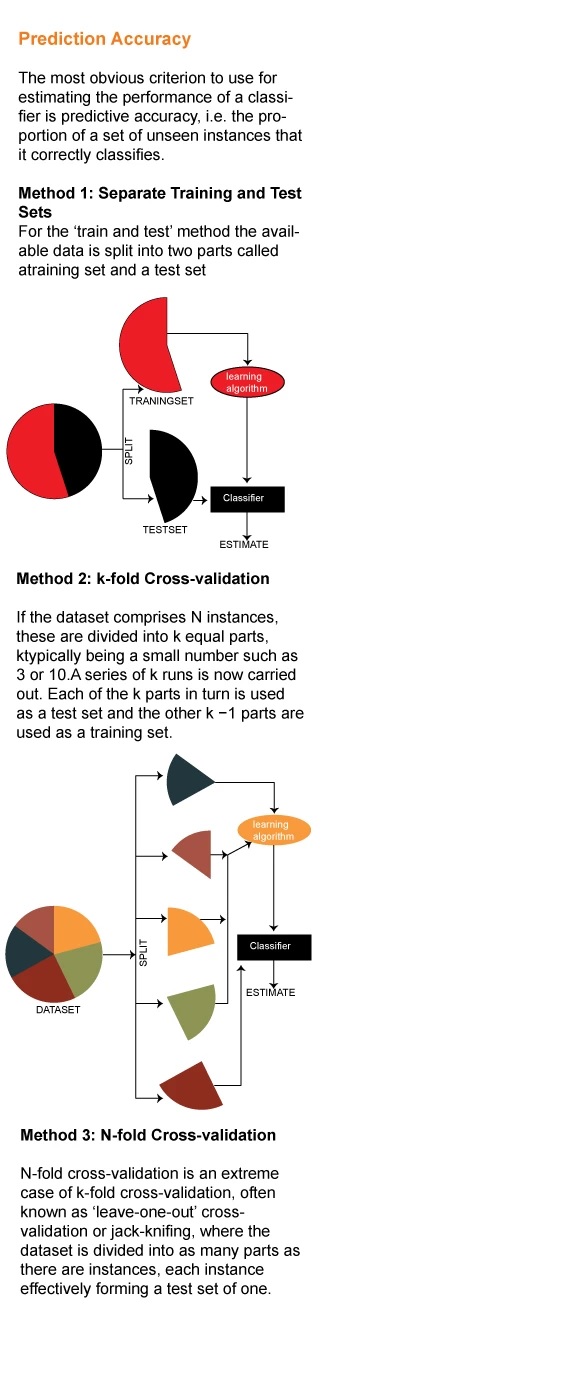 Prediction Accuracy
The most obvious criterion to use for
estimating the performance of a classi-
fier is predictive accuracy, i.e. the pro-
portion of a set of unseen instances that
it correctly classifies.
Method 1: Separate Training and Test
Sets
For the ‘train and test’ method the avail-
able data is split into two parts called
atraining set and a test set
learning
algorithm
TRANINGSET
SPLIT
Classifier
TESTSET
ESTIMATE
Method 2: k-fold Cross-validation
If the dataset comprises N instances,
these are divided into k equal parts,
ktypically being a small number such as
3 or 10.A series of k runs is now carried
out. Each of the k parts in turn is used
as a test set and the other k −1 parts are
used as a training set.
learning
algorithm
SPLIT
Classifier
ESTIMATE
DATASET
Method 3: N-fold Cross-validation
N-fold cross-validation is an extreme
case of k-fold cross-validation, often
known as ‘leave-one-out’ cross-
validation or jack-knifing, where the
dataset is divided into as many parts as
there are instances, each instance
effectively forming a test set of one.